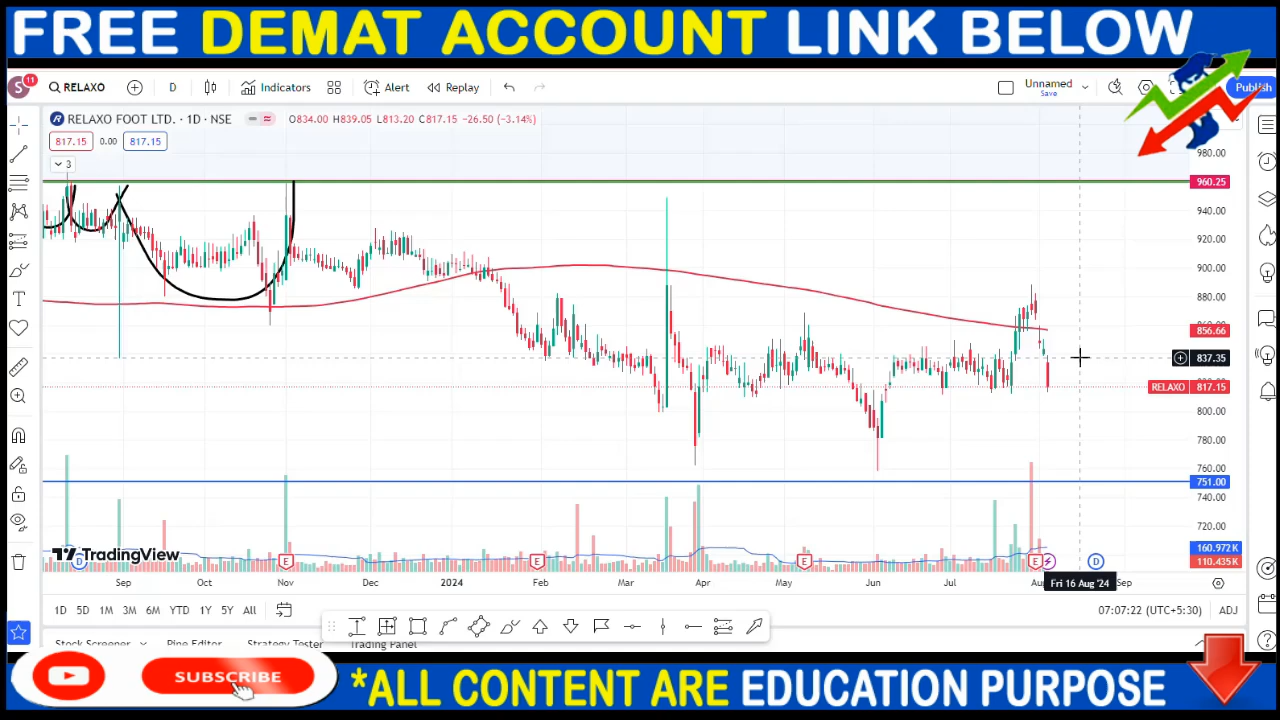 FREE DEMAT ACCOUNT LINK BELOW
S 11 RELAXO D Indicators Alert Replay Unnamed Save Publish
RELAXO FOOT LTD. · 1D · NSE O834.00 H839.05 L813.20 C817.15 -26.50 (-3.14%)
817.15 0.00 817.15
3
980.00
960.25
940.00
920.00
900.00
880.00
856.66
837.35
RELAXO 817.15
800.00
780.00
760.00
751.00
740.00
720.00
160.972K
110.435K
TradingView
D E E E E D
Sep Oct Nov Dec 2024 Feb Mar Apr May Jun Jul Fri 16 Aug '24 Sep
1D 5D 1M 3M 6M YTD 1Y 5Y All 07:07:22 (UTC+5:30) ADJ
Stock Screener Pine Editor Strategy Tester Trading Panel
SUBSCRIBE
*ALL CONTENT ARE EDUCATION PURPOSE